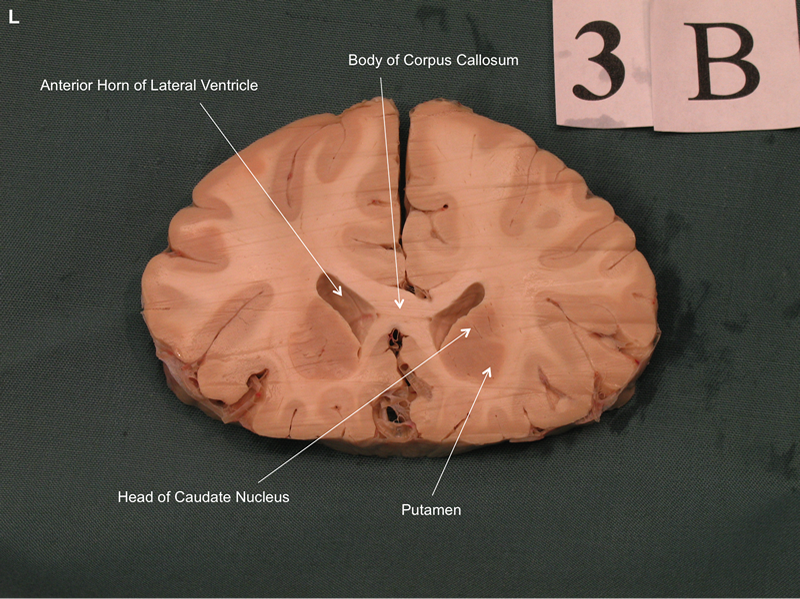 L
3 B
Body of Corpus Callosum
Anterior Horn of Lateral Ventricle
Head of Caudate Nucleus
Putamen